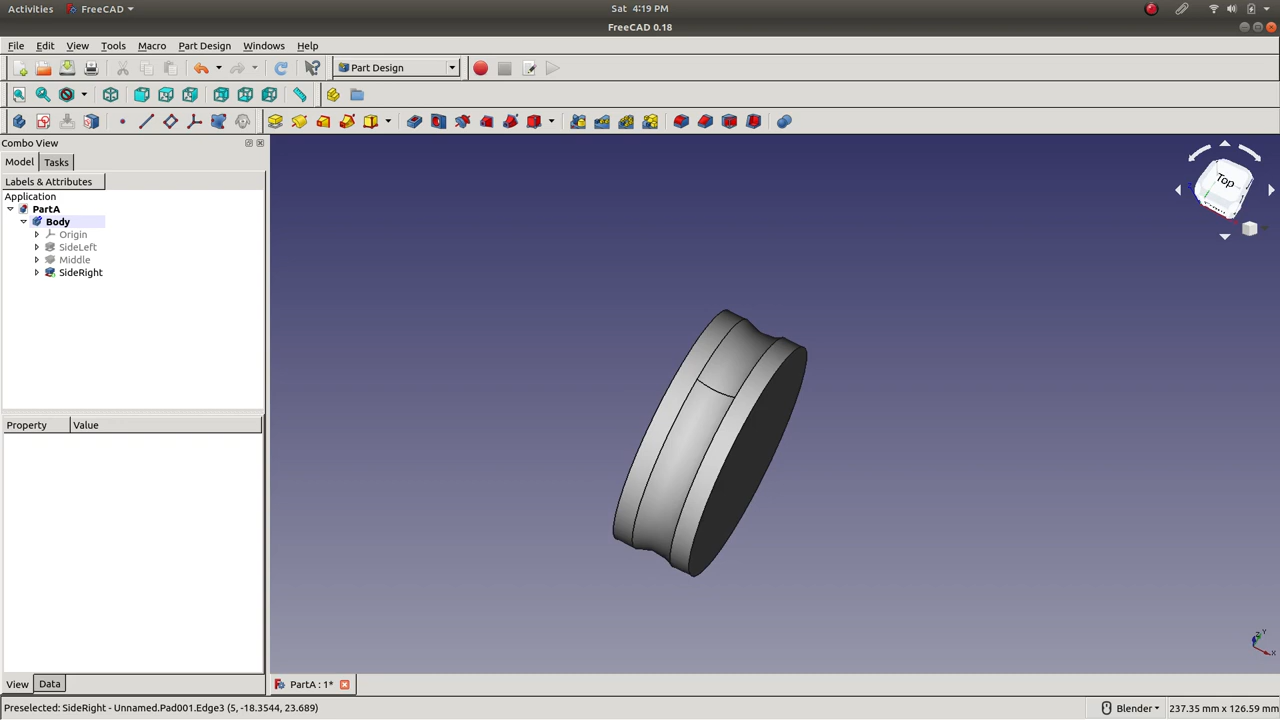 Activities FreeCAD Sat 4:19 PM
FreeCAD 0.18
File Edit View Tools Macro Part Design Windows Help
Part Design
Combo View
Model Tasks
Labels & Attributes
Application
PartA
Body
Origin
SideLeft
Middle
SideRight
Top
Property Value
Z Y
X
View Data
PartA : 1*
Preselected: SideRight - Unnamed.Pad001.Edge3 (5, -18.3544, 23.689) Blender 237.35 mm x 126.59 mm